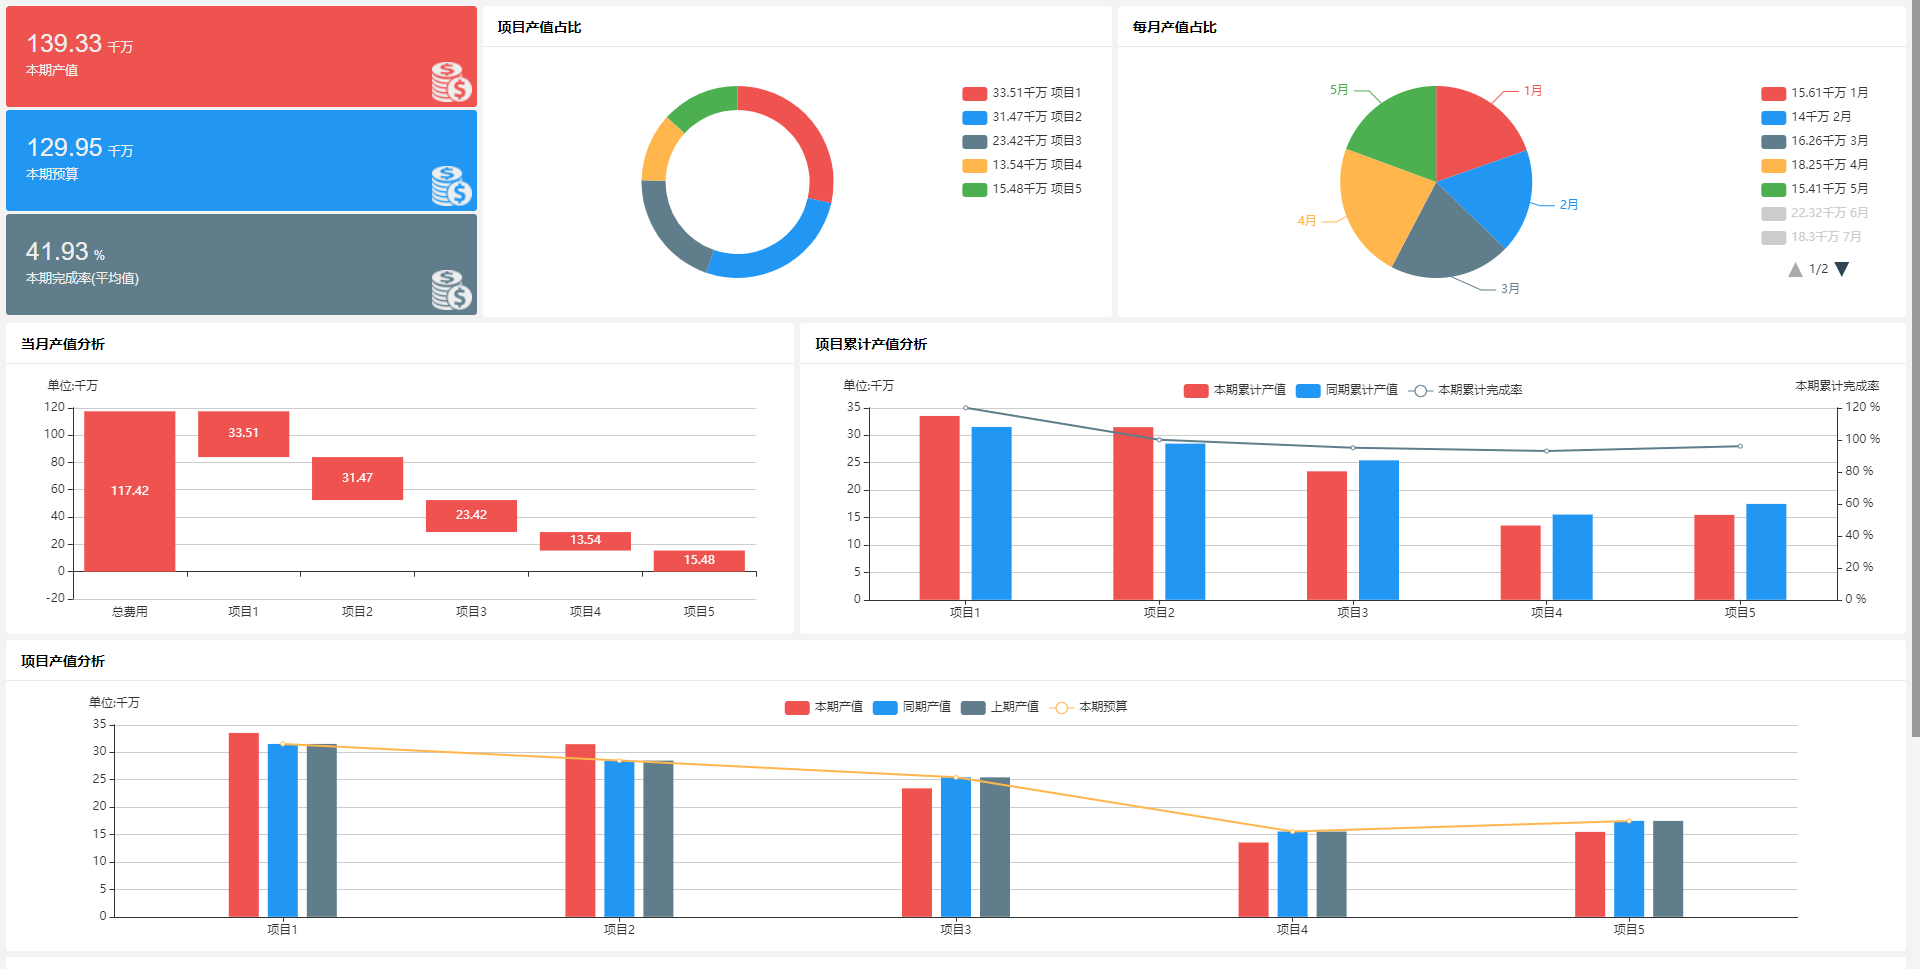 139.33 千万
本期产值
129.95 千万
本期预算
41.93 %
本期完成率(平均值)
项目产值占比
33.51千万 项目1
31.47千万 项目2
23.42千万 项目3
13.54千万 项目4
15.48千万 项目5
每月产值占比
5月
1月
4月
2月
3月
15.61千万 1月
14千万 2月
16.26千万 3月
18.25千万 4月
15.41千万 5月
22.32千万 6月
18.3千万 7月
1/2
当月产值分析
单位:千万
120
100
80
60
40
20
0
-20
117.42
33.51
31.47
23.42
13.54
15.48
总费用 项目1 项目2 项目3 项目4 项目5
项目累计产值分析
单位:千万
本期累计产值 同期累计产值 本期累计完成率
本期累计完成率
35
30
25
20
15
10
5
0
120 %
100 %
80 %
60 %
40 %
20 %
0 %
项目1 项目2 项目3 项目4 项目5
项目产值分析
单位:千万
本期产值 同期产值 上期产值 本期预算
35
30
25
20
15
10
5
0
项目1 项目2 项目3 项目4 项目5